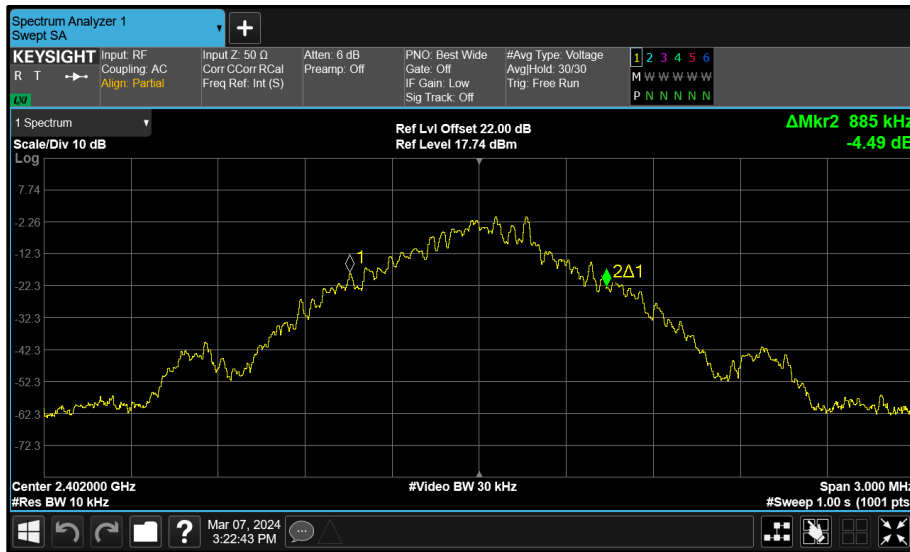 Spectrum Analyzer 1
Swept SA
KEYSIGHT
R T
LXI
Input: RF
Coupling: AC
Align: Partial
Input Z: 50 Ω
Corr CCorr RCal
Freq Ref: Int (S)
Atten: 6 dB
Preamp: Off
PNO: Best Wide
Gate: Off
IF Gain: Low
Sig Track: Off
#Avg Type: Voltage
Avg|Hold: 30/30
Trig: Free Run
1 2 3 4 5 6
M W W W W W
P N N N N N
1 Spectrum
Scale/Div 10 dB
Log
Ref Lvl Offset 22.00 dB
Ref Level 17.74 dBm
ΔMkr2 885 kHz
-4.49 dB
7.74
-2.26
-12.3
-22.3
-32.3
-42.3
-52.3
-62.3
-72.3
1
2Δ1
Center 2.402000 GHz
#Res BW 10 kHz
#Video BW 30 kHz
Span 3.000 MHz
#Sweep 1.00 s (1001 pts
Mar 07, 2024
3:22:43 PM